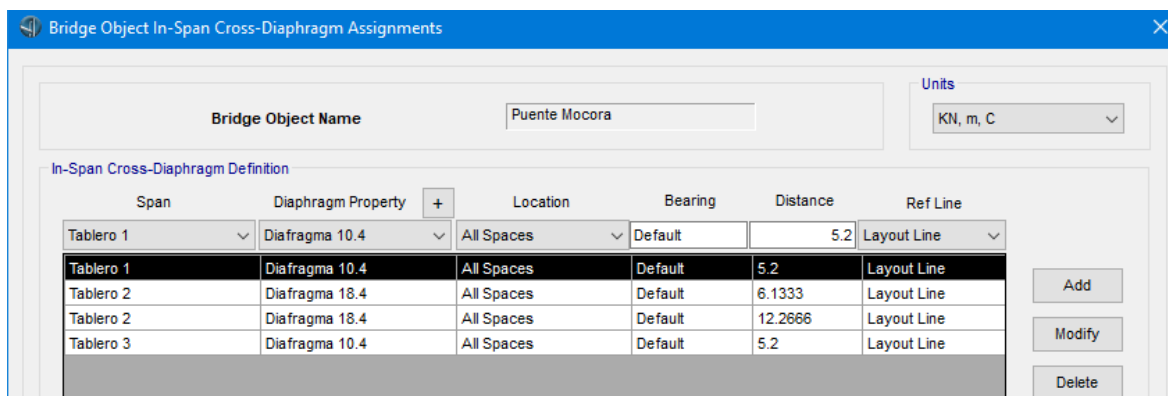 Bridge Object In-Span Cross-Diaphragm Assignments
Units
Bridge Object Name Puente Mocora KN, m, C
In-Span Cross-Diaphragm Definition
Span Diaphragm Property + Location Bearing Distance Ref Line
Tablero 1 Diafragma 10.4 All Spaces Default 5.2 Layout Line
Tablero 1 Diafragma 10.4 All Spaces Default 5.2 Layout Line
Add
Tablero 2 Diafragma 18.4 All Spaces Default 6.1333 Layout Line
Tablero 2 Diafragma 18.4 All Spaces Default 12.2666 Layout Line
Modify
Tablero 3 Diafragma 10.4 All Spaces Default 5.2 Layout Line
Delete